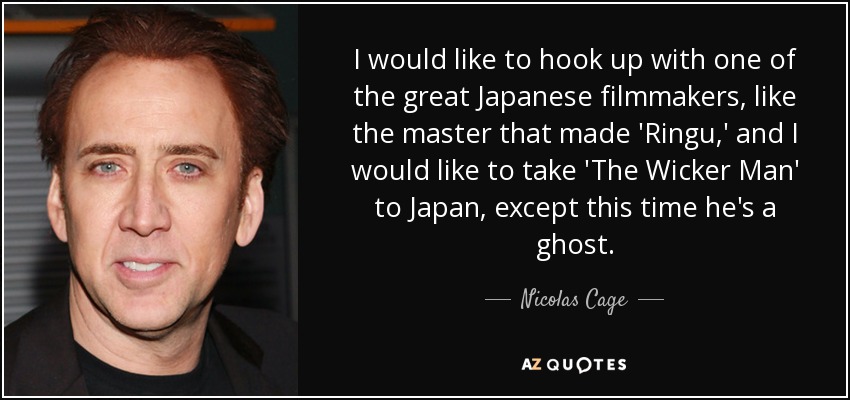 I would like to hook up with one of
the great Japanese filmmakers, like
the master that made 'Ringu,' and I
would like to take 'The Wicker Man'
to Japan, except this time he's a
ghost.
Nicolas Cage
AZ QUOTES